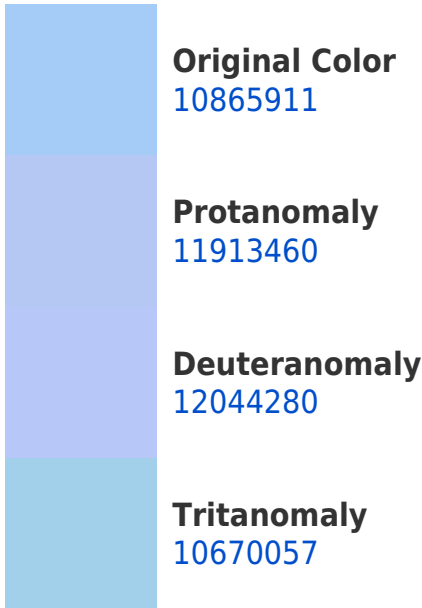 Original Color
10865911
Protanomaly
11913460
Deuteranomaly
12044280
Tritanomaly
10670057